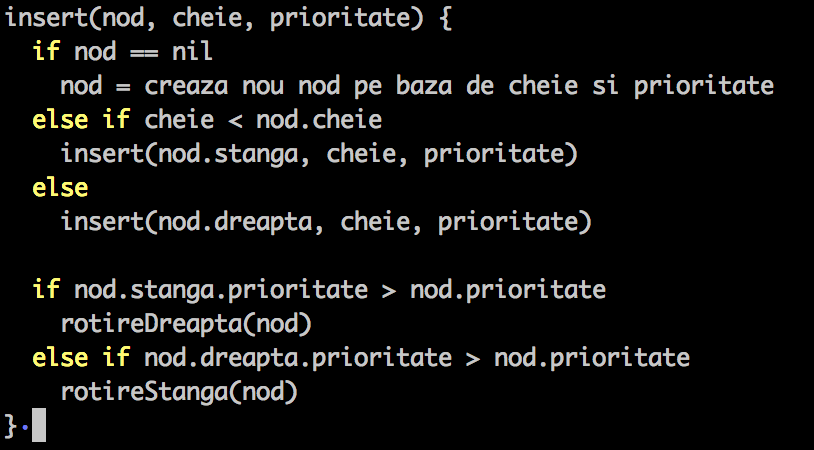 insert(nod, cheie, prioritate) {
  if nod == nil
    nod = creaza nou nod pe baza de cheie si prioritate
  else if cheie < nod.cheie
    insert(nod.stanga, cheie, prioritate)
  else
    insert(nod.dreapta, cheie, prioritate)

  if nod.stanga.prioritate > nod.prioritate
    rotireDreapta(nod)
  else if nod.dreapta.prioritate > nod.prioritate
    rotireStanga(nod)
}·